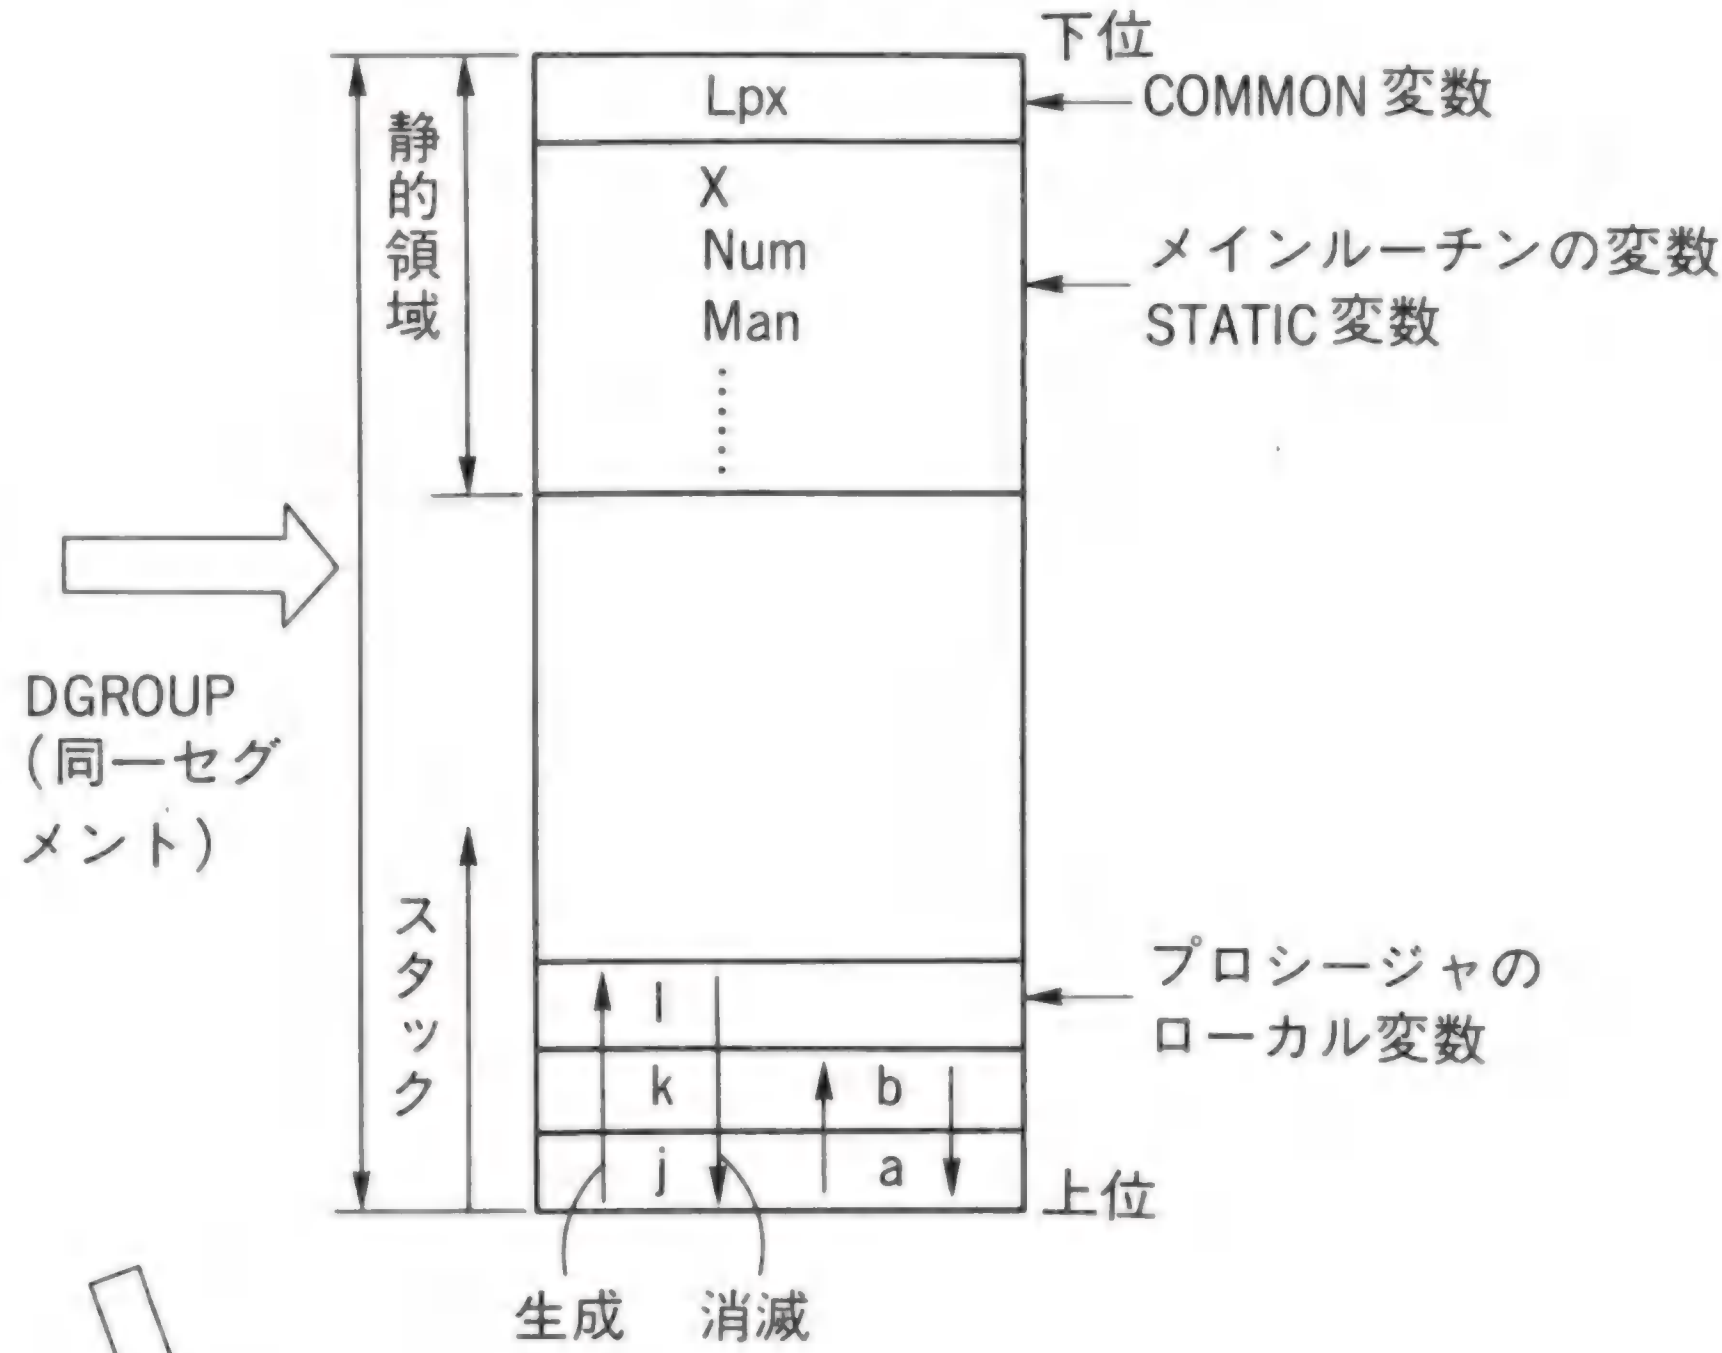 下位
Lpx
COMMON 変数
静的領域
X
Num
Man
メインルーチンの変数
STATIC 変数
DGROUP
(同一セグ
メント)
スタック
プロシージャの
ローカル変数
l
k
b
j
a
上位
生成
消滅